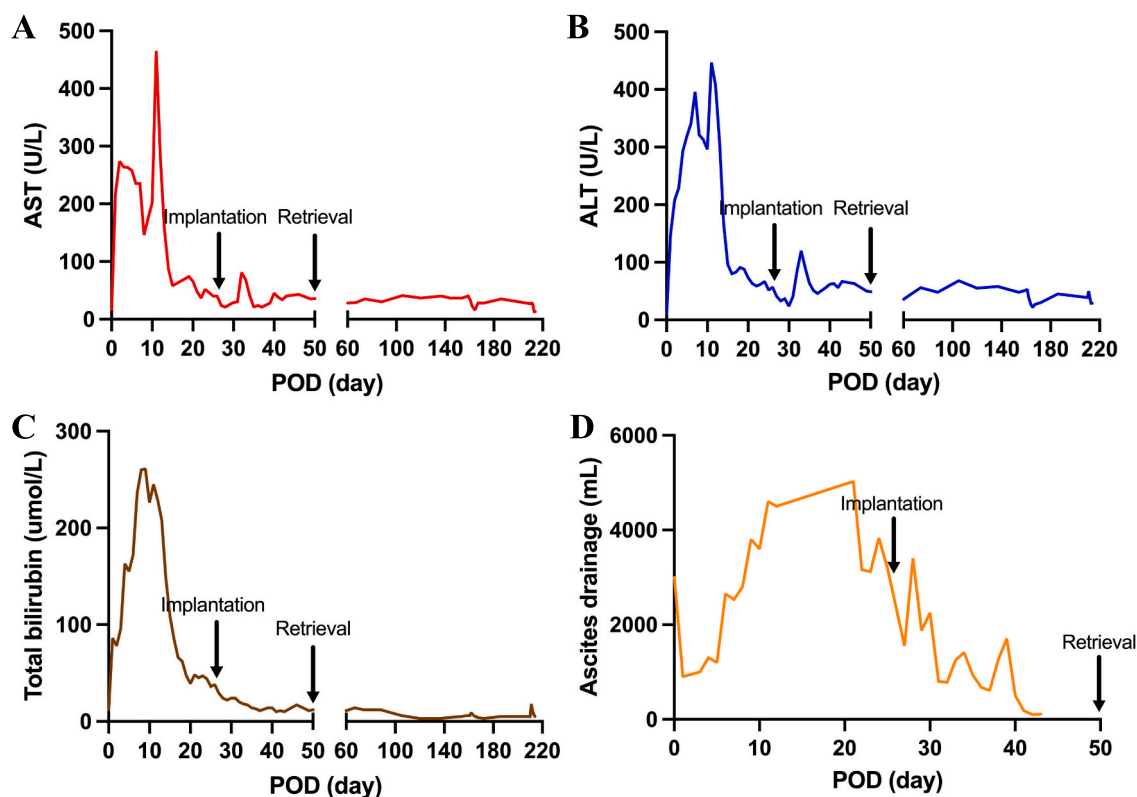 A
AST (U/L)
500
400
300
200
100
0
Implantation
Retrieval
0 10 20 30 40 50 60 100 140 180 220
POD (day)
B
ALT (U/L)
500
400
300
200
100
0
Implantation
Retrieval
0 10 20 30 40 50 60 100 140 180 220
POD (day)
C
Total bilirubin (umol/L)
300
200
100
0
Implantation
Retrieval
0 10 20 30 40 50 60 100 140 180 220
POD (day)
D
Ascites drainage (mL)
6000
4000
2000
0
Implantation
Retrieval
0 10 20 30 40 50
POD (day)